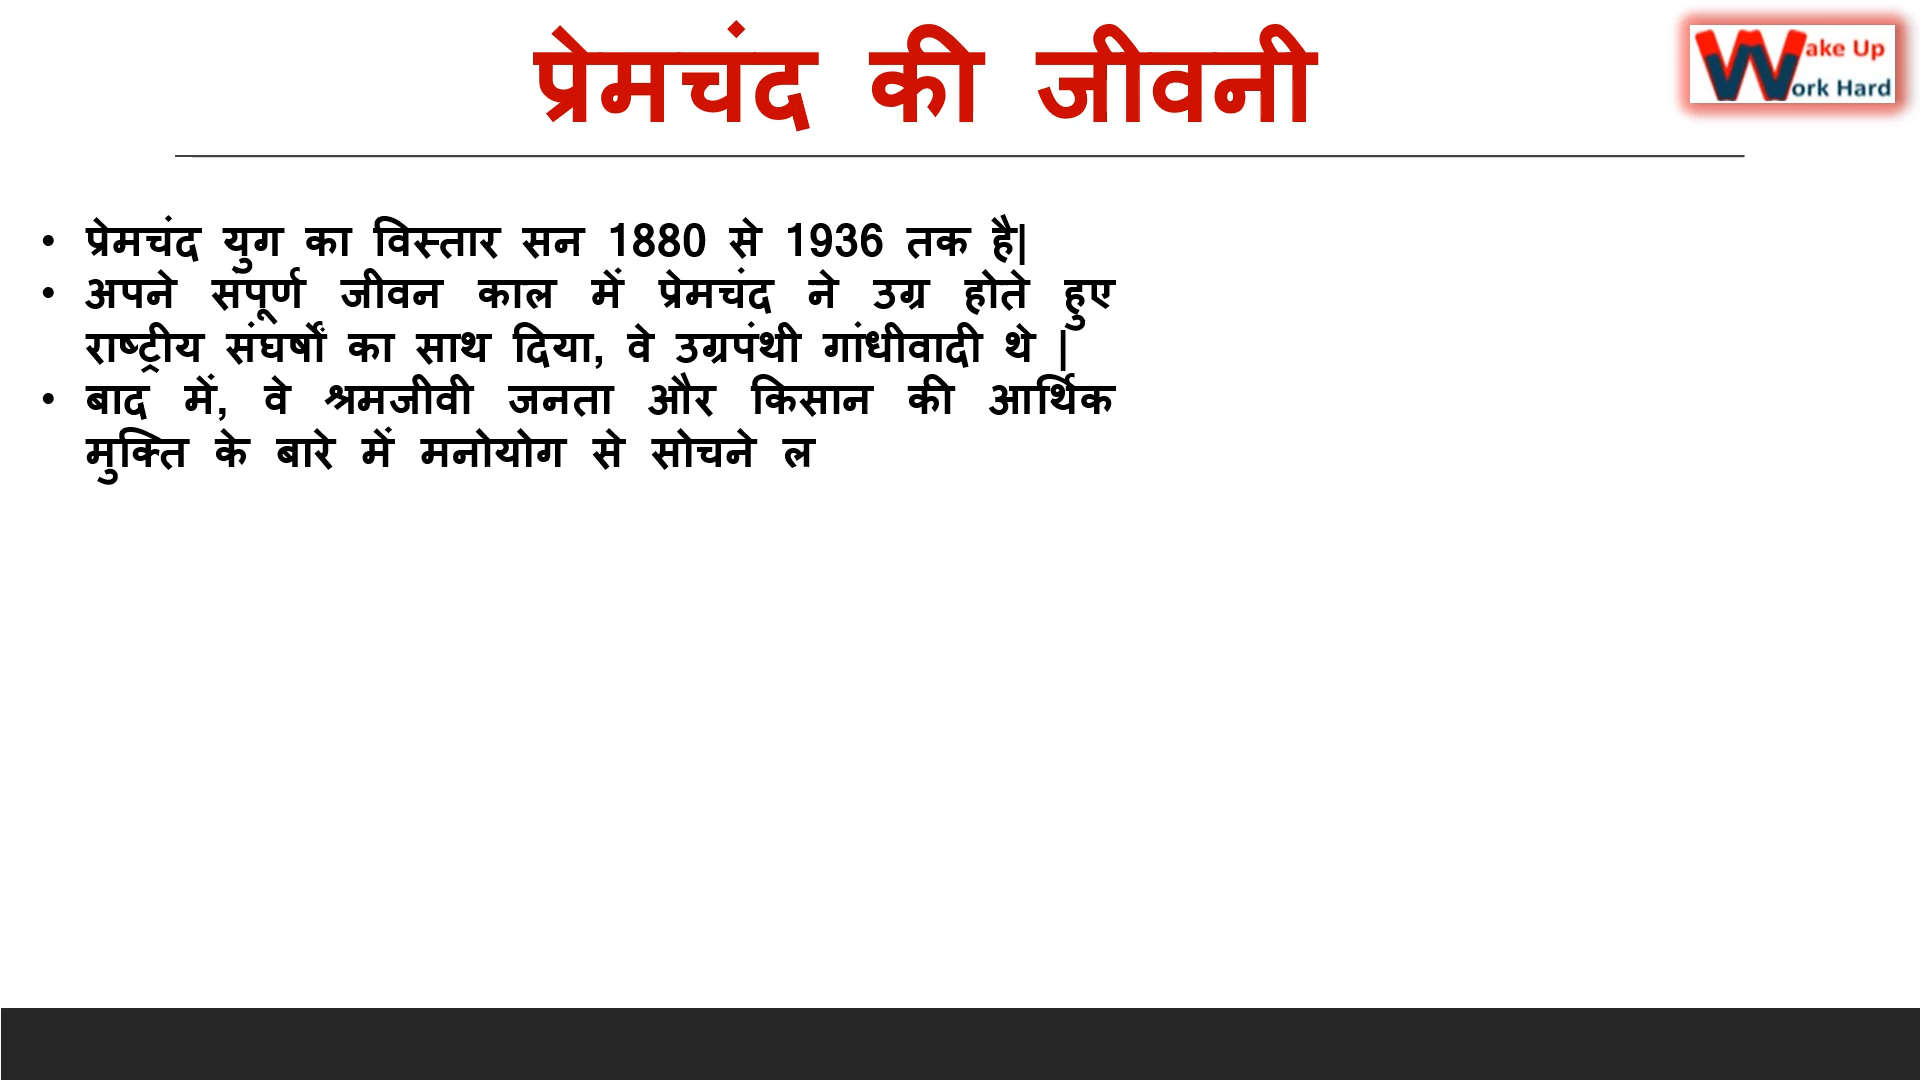 प्रेमचंद की जीवनी
Wake Up
Work Hard
• प्रेमचंद युग का विस्तार सन 1880 से 1936 तक है|
• अपने संपूर्ण जीवन काल में प्रेमचंद ने उग्र होते हुए
राष्ट्रीय संघर्षों का साथ दिया, वे उग्रपंथी गांधीवादी थे |
• बाद में, वे श्रमजीवी जनता और किसान की आर्थिक
मुक्ति के बारे में मनोयोग से सोचने ल